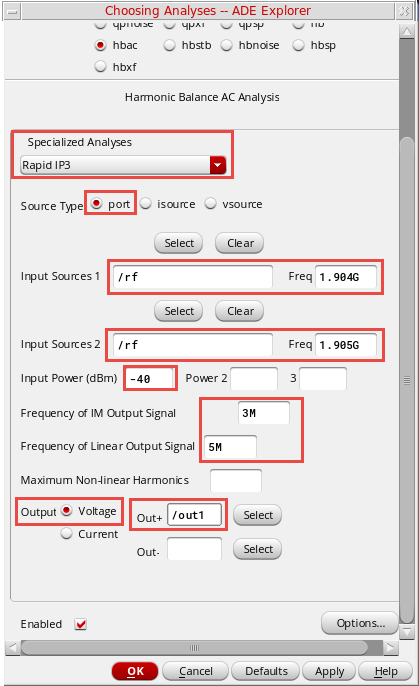 Choosing Analyses -- ADE Explorer
qpnoise qpxf qpsp hb
hbac hbstb hbnoise hbsp
hbxf
Harmonic Balance AC Analysis
Specialized Analyses
Rapid IP3
Source Type port isource vsource
Select Clear
Input Sources 1 /rf Freq 1.904G
Select Clear
Input Sources 2 /rf Freq 1.905G
Input Power (dBm) -40 Power 2 3
Frequency of IM Output Signal 3M
Frequency of Linear Output Signal 5M
Maximum Non-linear Harmonics
Output Voltage Out+ /out1 Select
Current
Out- Select
Enabled
Options...
OK Cancel Defaults Apply Help